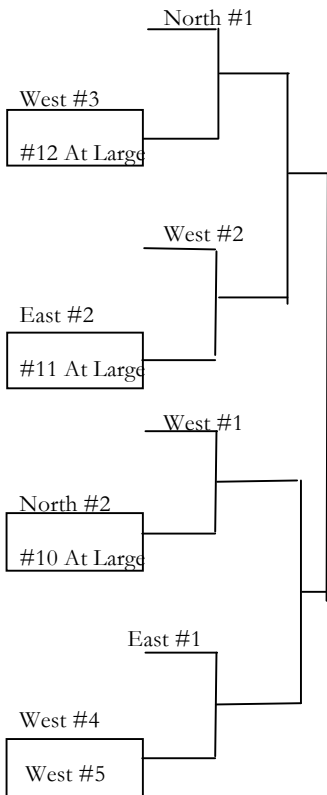 North #1
West #3
#12 At Large
West #2
East #2
#11 At Large
West #1
North #2
#10 At Large
East #1
West #4
West #5